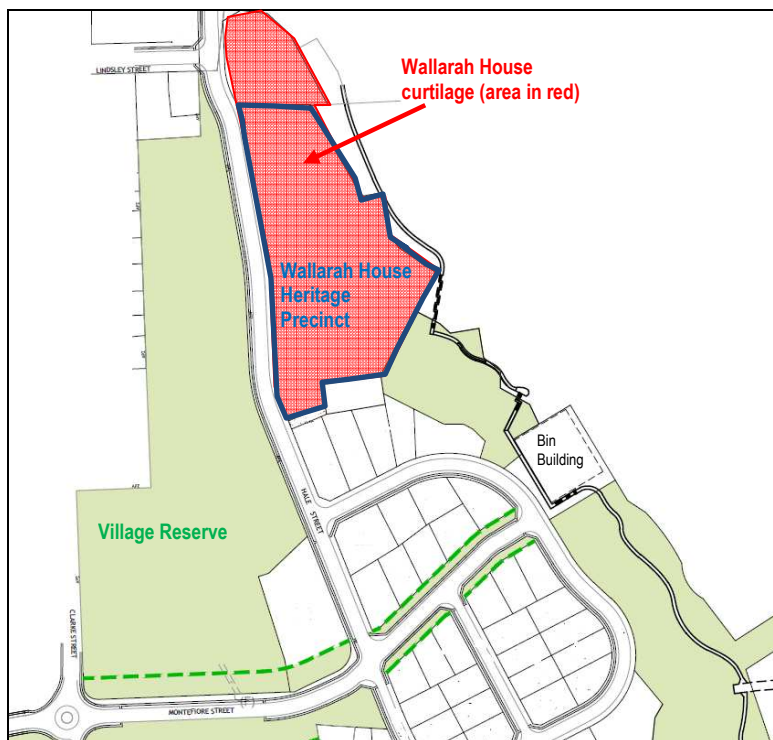 LINDSLEY STREET
Wallarah House
curtilage (area in red)
Wallarah House
Heritage
Precinct
Bin
Building
HALE STREET
Village Reserve
CLARKE STREET
MONTEFIORE STREET